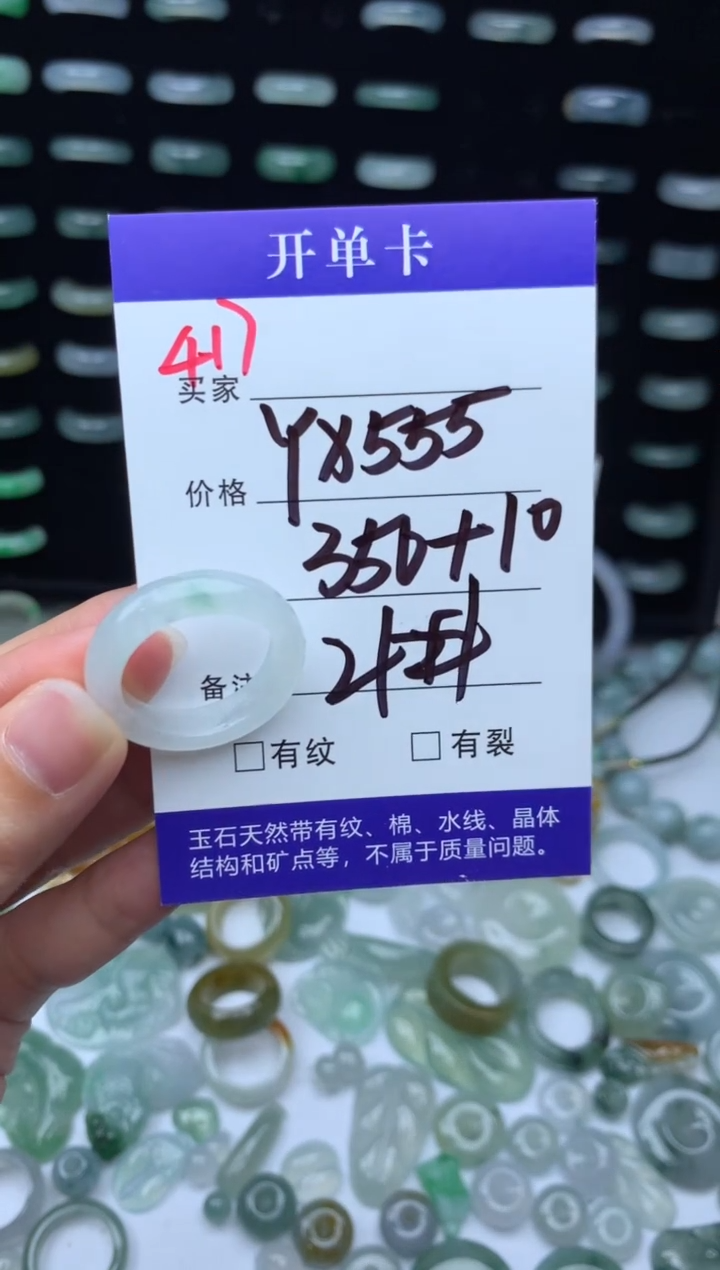 开单卡
417
买家
yx555
价格
350+10
备注
□有纹 □有裂
玉石天然带有纹、棉、水线、晶体
结构和矿点等，不属于质量问题。